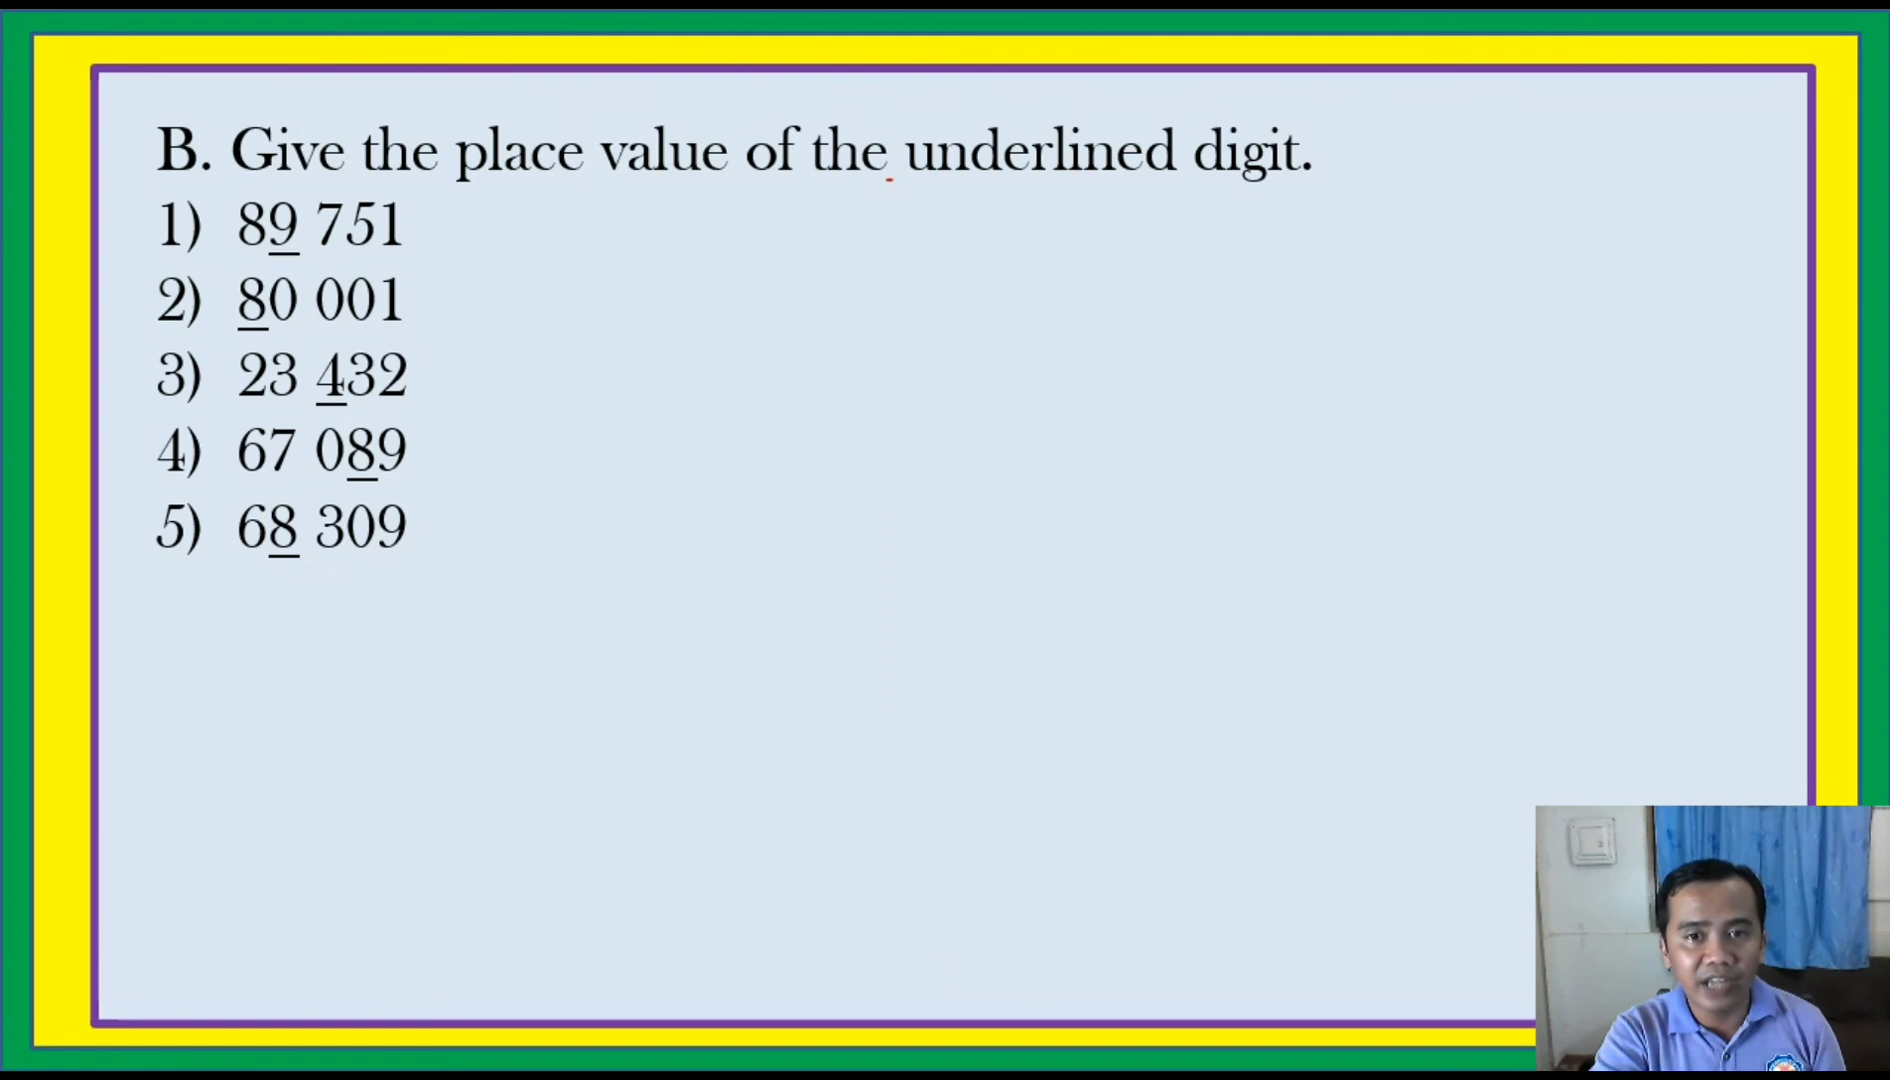 B. Give the place value of the underlined digit.
1) 89 751
2) 80 001
3) 23 432
4) 67 089
5) 68 309